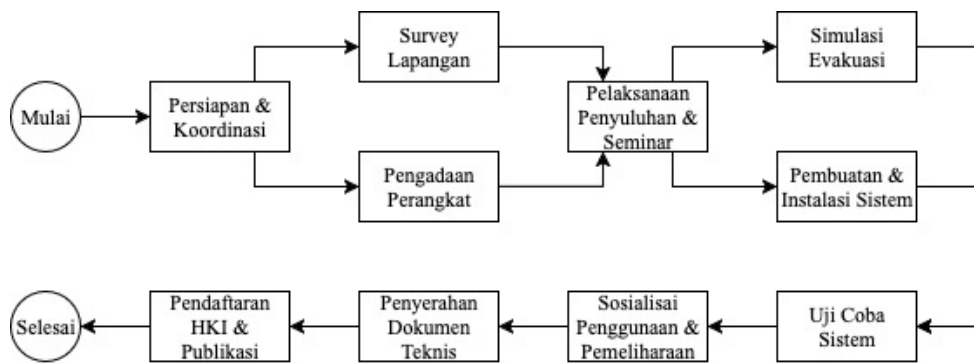 Mulai
Persiapan &
Koordinasi
Survey
Lapangan
Pengadaan
Perangkat
Pelaksanaan
Penyuluhan &
Seminar
Simulasi
Evakuasi
Pembuatan &
Instalasi Sistem
Uji Coba
Sistem
Sosialisai
Penggunaan &
Pemeliharaan
Penyerahan
Dokumen
Teknis
Pendaftaran
HKI &
Publikasi
Selesai